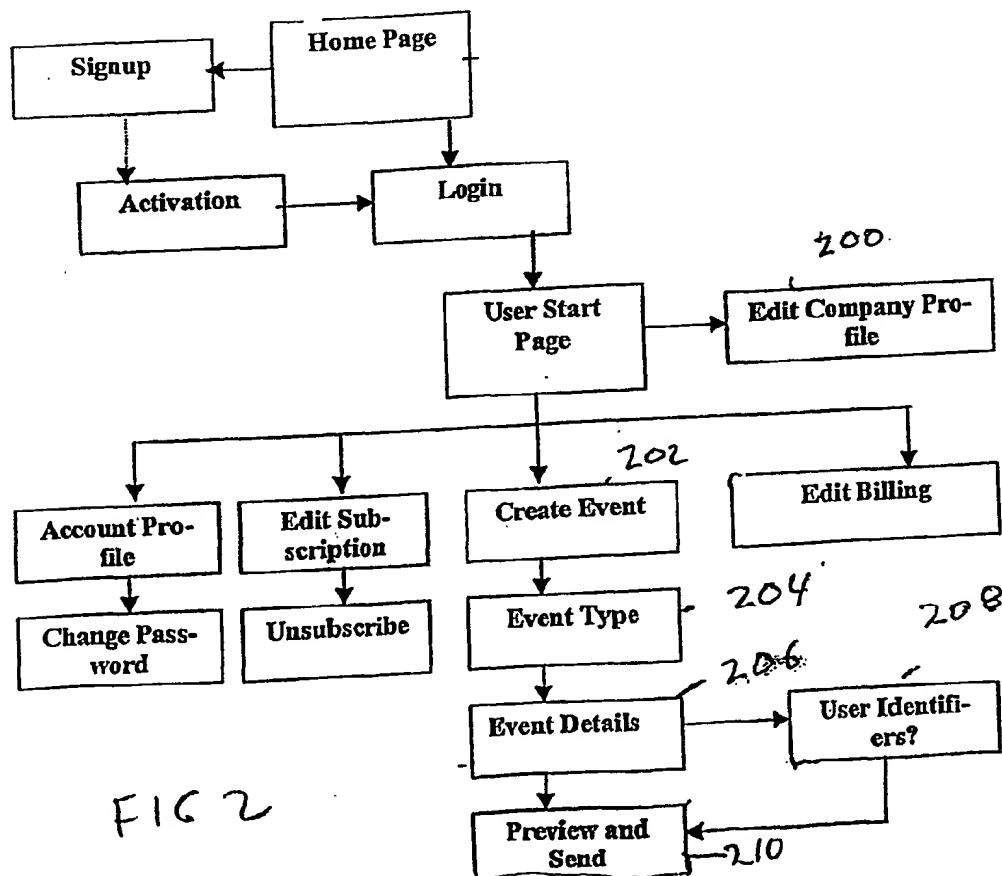 Home Page
Signup
Activation
Login
200
User Start
Page
Edit Company Pro-
file
202
Account Pro-
file
Edit Sub-
scription
Create Event
Edit Billing
204
208
Change Pass-
word
Unsubscribe
Event Type
206
Event Details
User Identifi-
ers?
FIG 2
Preview and
Send
210